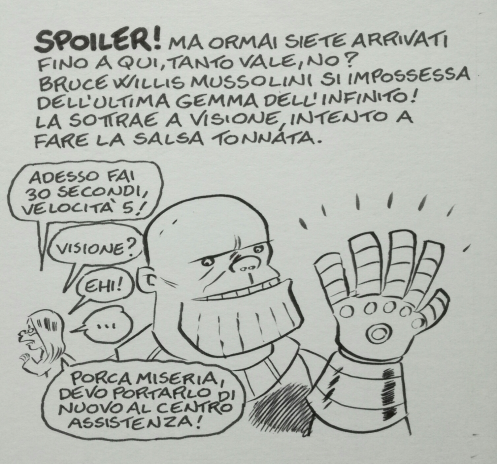 SPOILER! MA ORMAI SIETE ARRIVATI
FINO A QUI, TANTO VALE, NO?
BRUCE WILLIS MUSSOLINI SI IMPOSSESSA
DELL'ULTIMA GEMMA DELL'INFINITO!
LA SOTTRAE A VISIONE, INTENTO A
FARE LA SALSA TONNATA.
ADESSO FAI
30 SECONDI,
VELOCITÀ 5!
VISIONE?
EHI!
...
PORCA MISERIA,
DEVO PORTARLO DI
NUOVO AL CENTRO
ASSISTENZA!